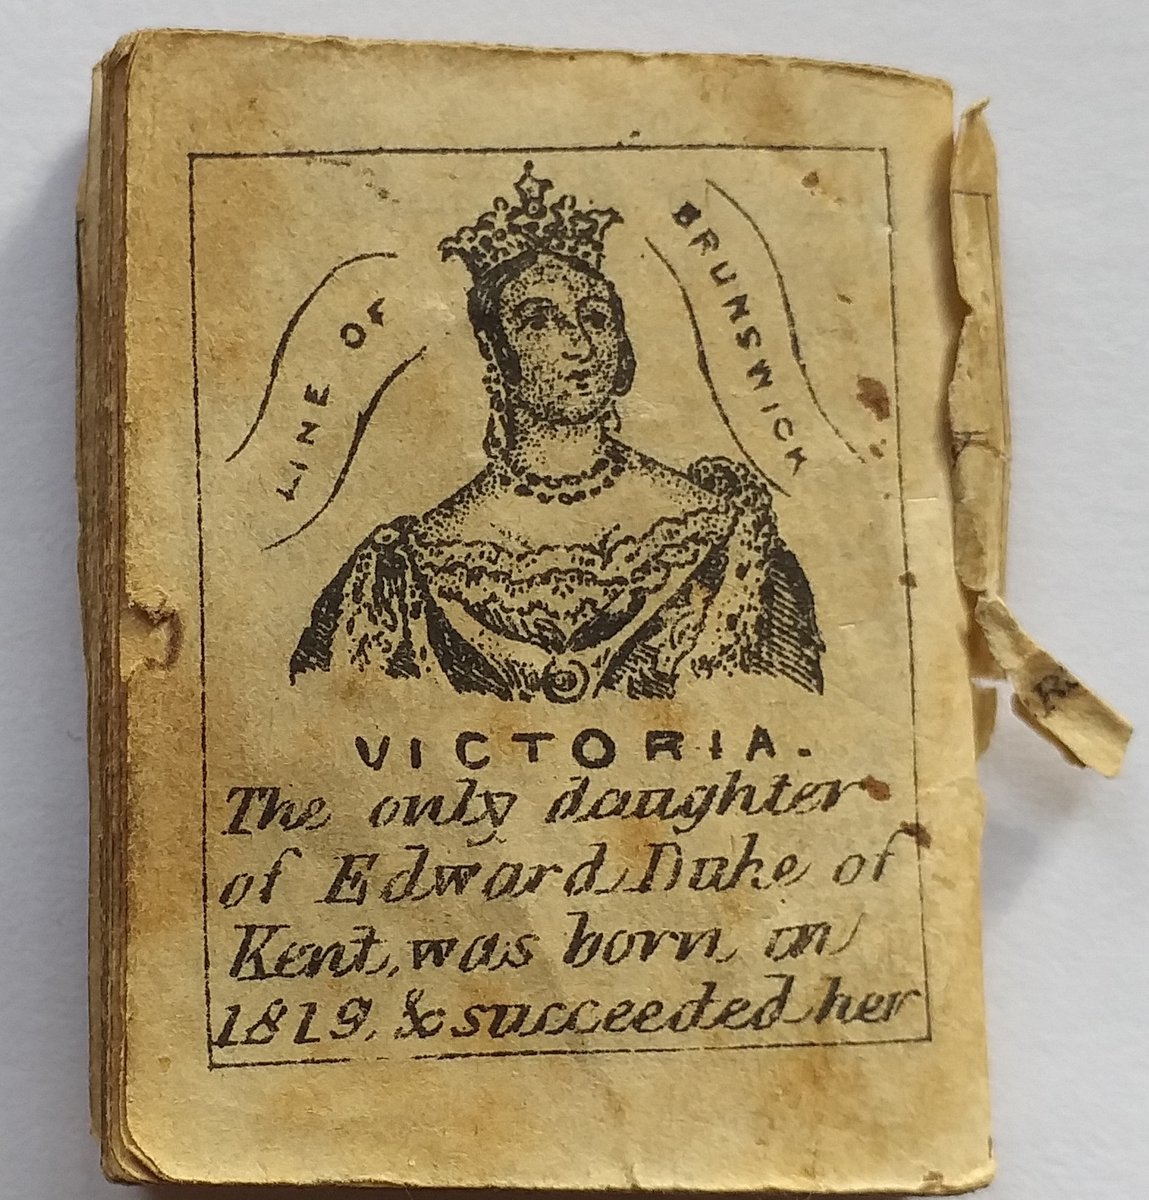 LINE OF
BRUNSWICK
VICTORIA.
The only daughter
of Edward Duke of
Kent, was born in
1819, & succeeded her